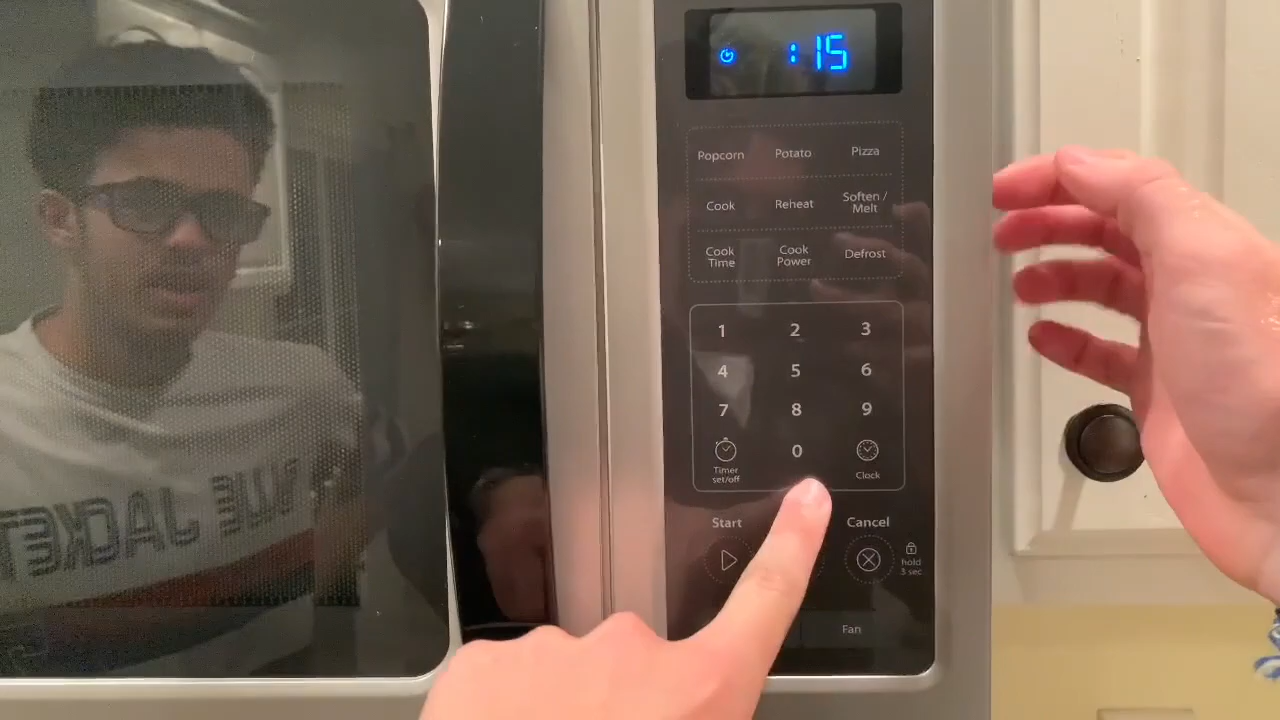 :15
Popcorn Potato Pizza
Cook Reheat Soften / Melt
Cook Time Cook Power Defrost
1 2 3
4 5 6
7 8 9
Timer set/off 0 Clock
Start Cancel
hold 3 sec
Fan
JACKET